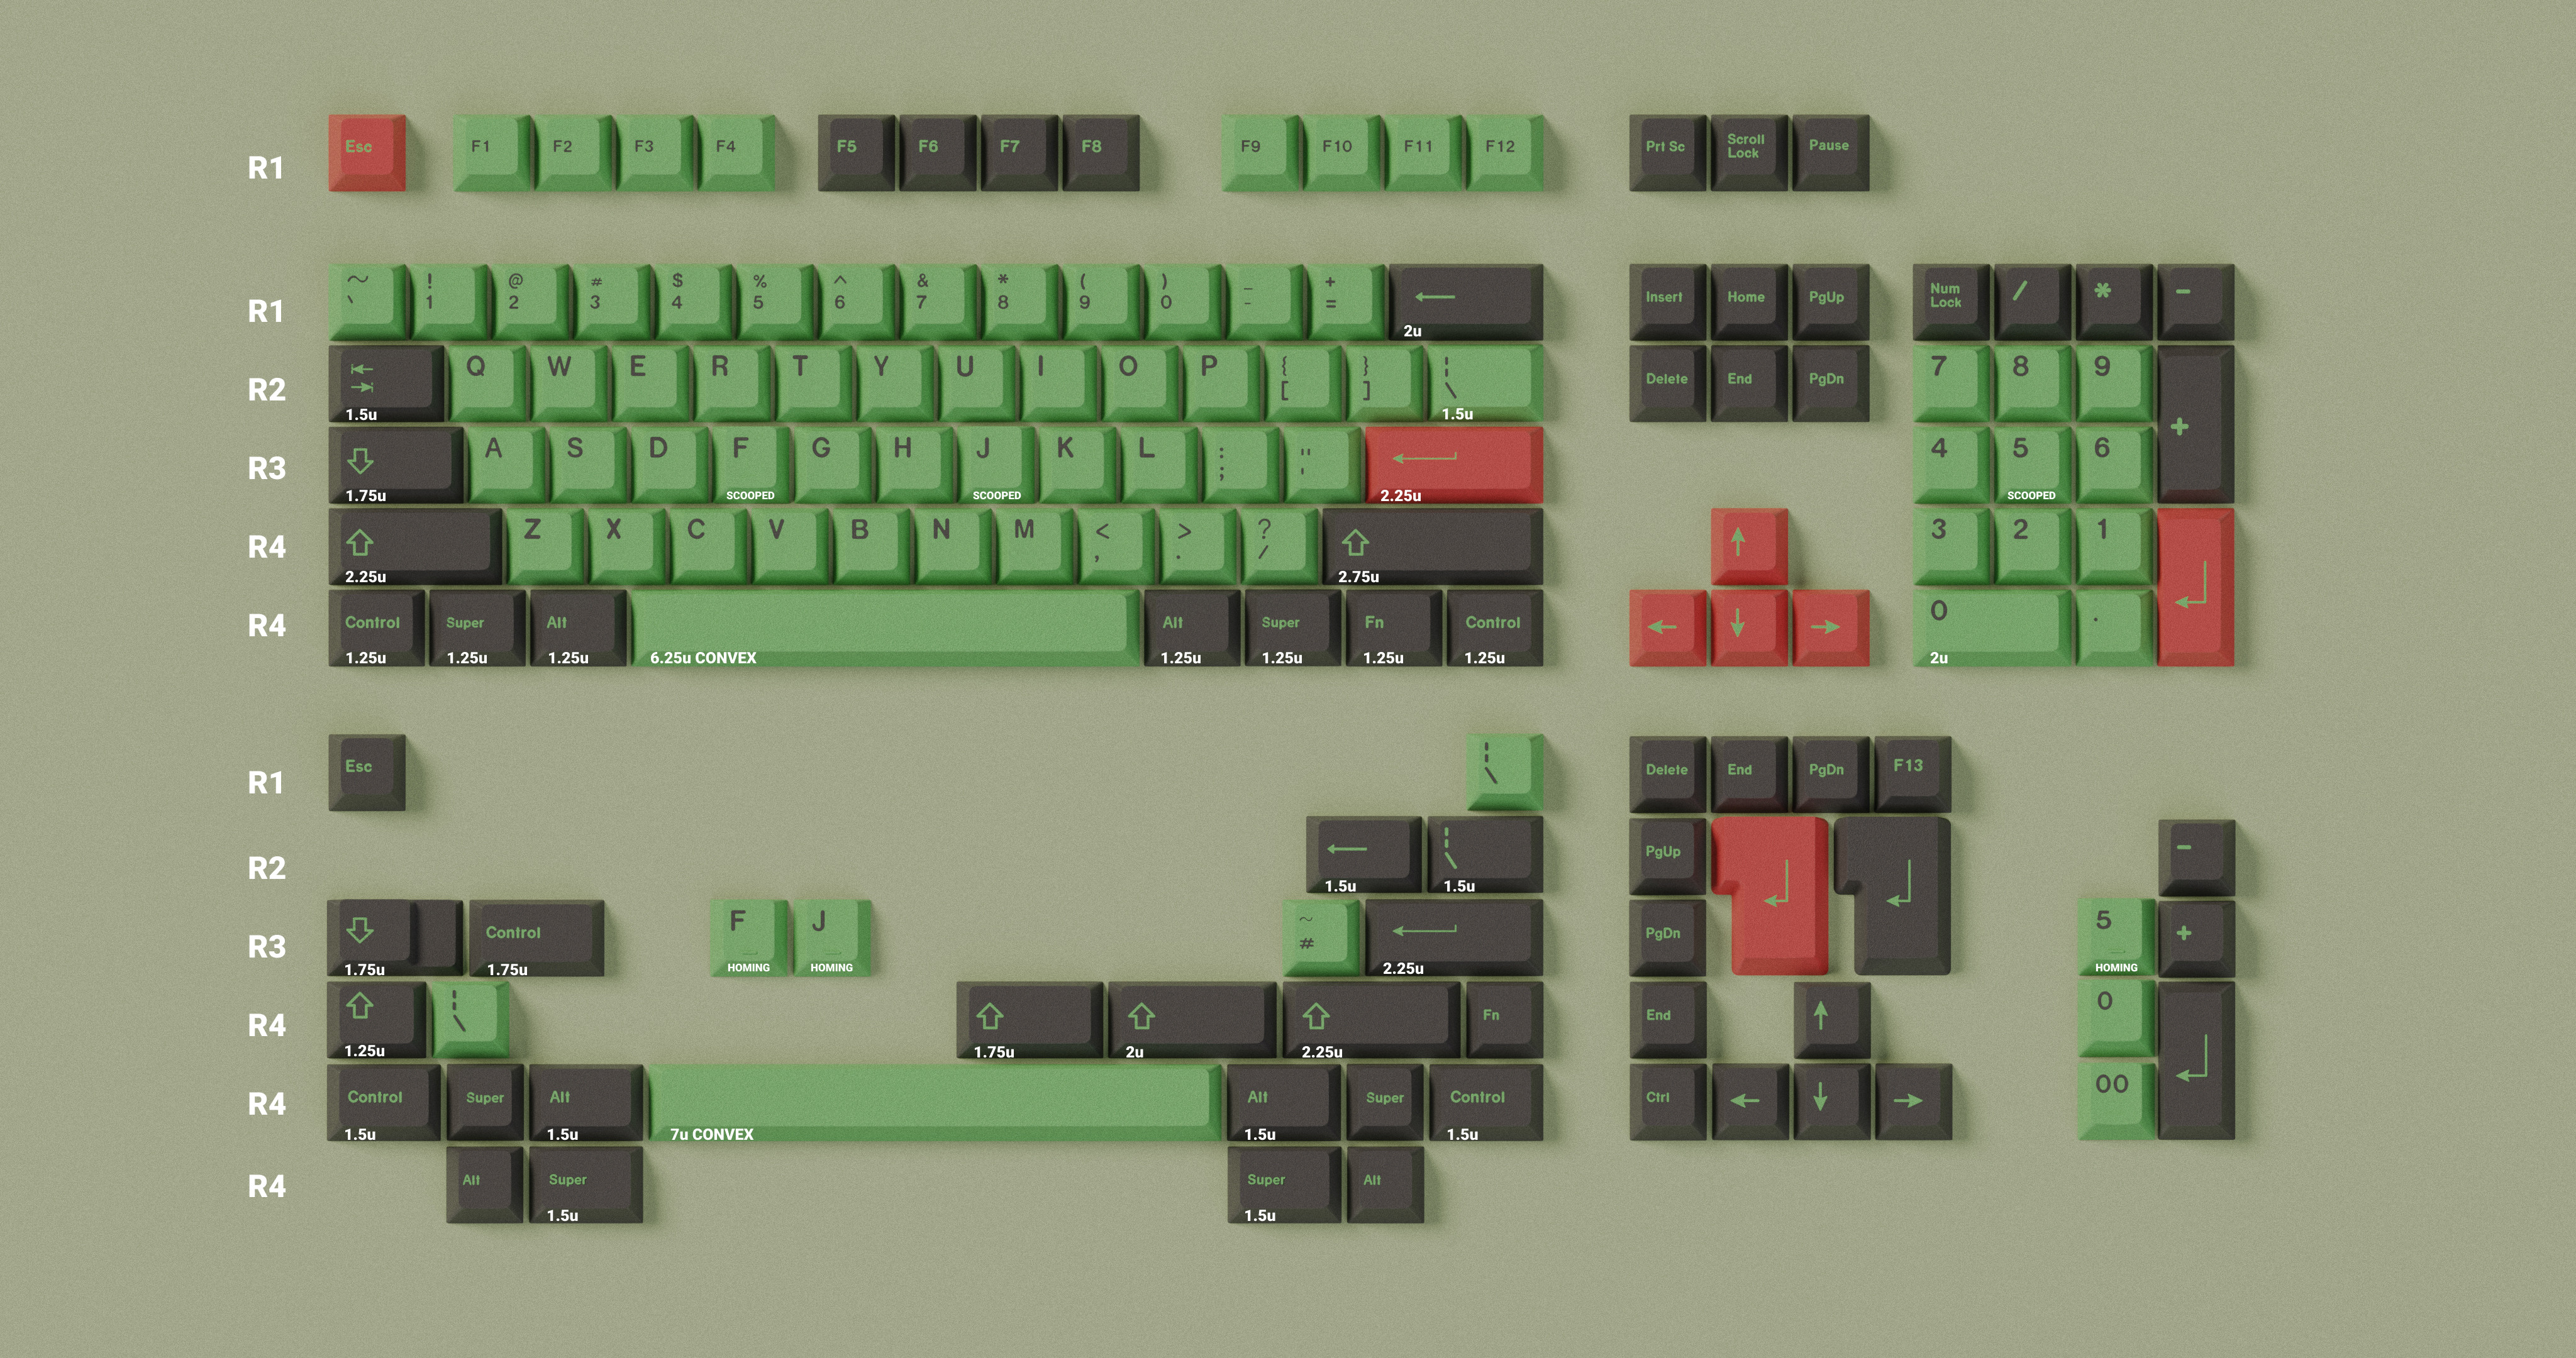 R1 Esc F1 F2 F3 F4 F5 F6 F7 F8 F9 F10 F11 F12 Prt Sc Scroll Lock Pause
R1 ~ ` ! 1 @ 2 # 3 $ 4 % 5 ^ 6 & 7 * 8 ( 9 ) 0 _ - + = ← 2u Insert Home PgUp Num Lock / * -
R2 1.5u Q W E R T Y U I O P { [ } ] ¦ \ 1.5u Delete End PgDn 7 8 9 +
R3 1.75u A S D F SCOOPED G H J SCOOPED K L : ; " ' 2.25u 4 5 SCOOPED 6
R4 2.25u Z X C V B N M < , > . ? / 2.75u ↑ 3 2 1
R4 Control 1.25u Super 1.25u Alt 1.25u 6.25u CONVEX Alt 1.25u Super 1.25u Fn 1.25u Control 1.25u ← ↓ → 0 2u .
R1 Esc ¦ \ Delete End PgDn F13
R2 ← 1.5u ¦ \ 1.5u PgUp -
R3 1.75u Control 1.75u F HOMING J HOMING ~ # 2.25u PgDn 5 HOMING +
R4 1.25u ¦ \ 1.75u 2u 2.25u Fn End ↑ 0
R4 Control 1.5u Super Alt 1.5u 7u CONVEX Alt 1.5u Super Control 1.5u Ctrl ← ↓ → 00
R4 Alt Super 1.5u Super 1.5u Alt